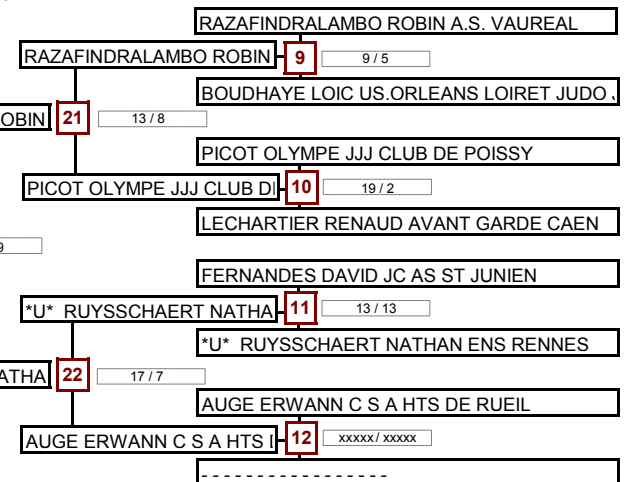 RAZAFINDRALAMBO ROBIN A.S. VAUREAL
RAZAFINDRALAMBO ROBIN 9 9 / 5
BOUDHAYE LOIC US.ORLEANS LOIRET JUDO
OBIN 21 13 / 8
PICOT OLYMPE JJJ CLUB DE POISSY
PICOT OLYMPE JJJ CLUB DE 10 19 / 2
LECHARTIER RENAUD AVANT GARDE CAEN
9
FERNANDES DAVID JC AS ST JUNIEN
*U* RUYSSCHAERT NATHA 11 13 / 13
*U* RUYSSCHAERT NATHAN ENS RENNES
ATHA 22 17 / 7
AUGE ERWANN C S A HTS DE RUEIL
AUGE ERWANN C S A HTS 12 xxxxx / xxxxx
- - - - - - - - - - - - - - - - -